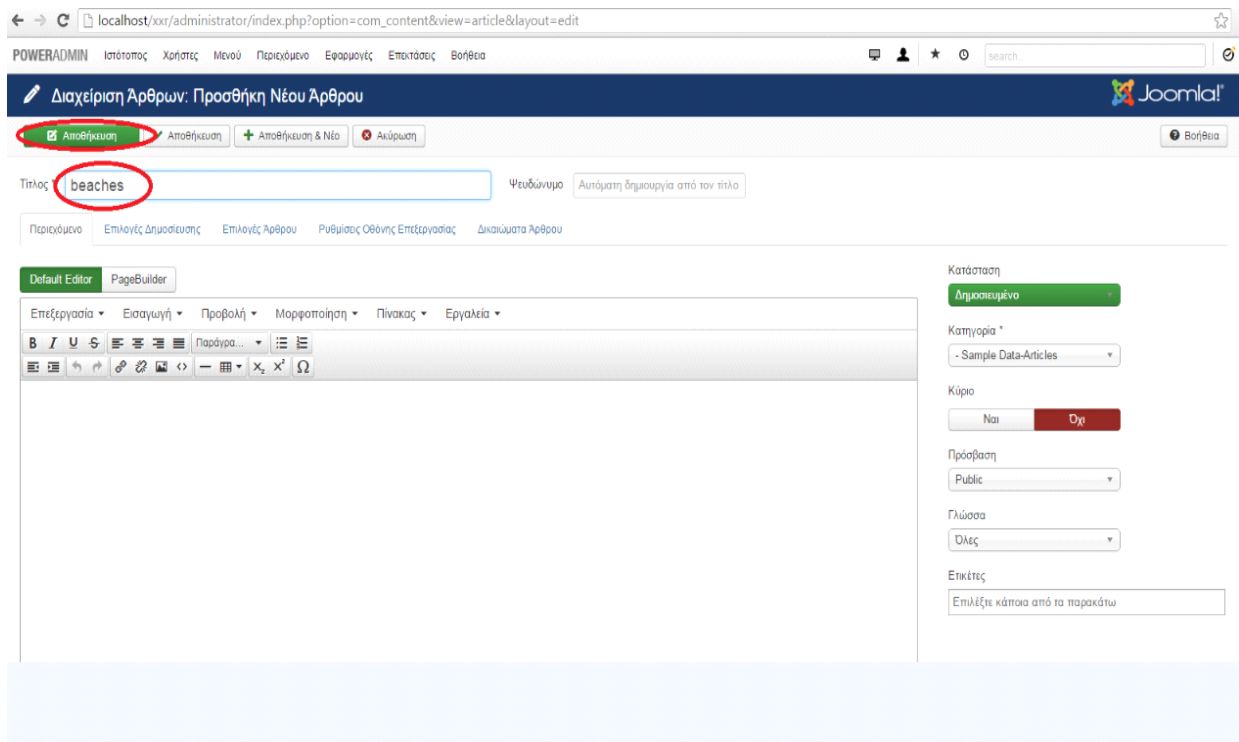 localhost/xxr/administrator/index.php?option=com_content&view=article&layout=edit
POWERADMIN Ιστότοπος Χρήστες Μενού Περιεχόμενο Εφαρμογές Επεκτάσεις Βοήθεια search...
Διαχείριση Άρθρων: Προσθήκη Νέου Άρθρου Joomla!®
Αποθήκευση Αποθήκευση Αποθήκευση & Νέο Ακύρωση Βοήθεια
Τίτλος * beaches Ψευδώνυμο Αυτόματη δημιουργία από τον τίτλο
Περιεχόμενο Επιλογές Δημοσίευσης Επιλογές Άρθρου Ρυθμίσεις Οθόνης Επεξεργασίας Δικαιώματα Άρθρου
Default Editor PageBuilder
Επεξεργασία Εισαγωγή Προβολή Μορφοποίηση Πίνακας Εργαλεία
B I U S Παράγρα...
X₂ X² Ω
Κατάσταση
Δημοσιευμένο
Κατηγορία *
- Sample Data-Articles
Κύριο
Ναι Όχι
Πρόσβαση
Public
Γλώσσα
Όλες
Ετικέτες
Επιλέξτε κάποια από τα παρακάτω